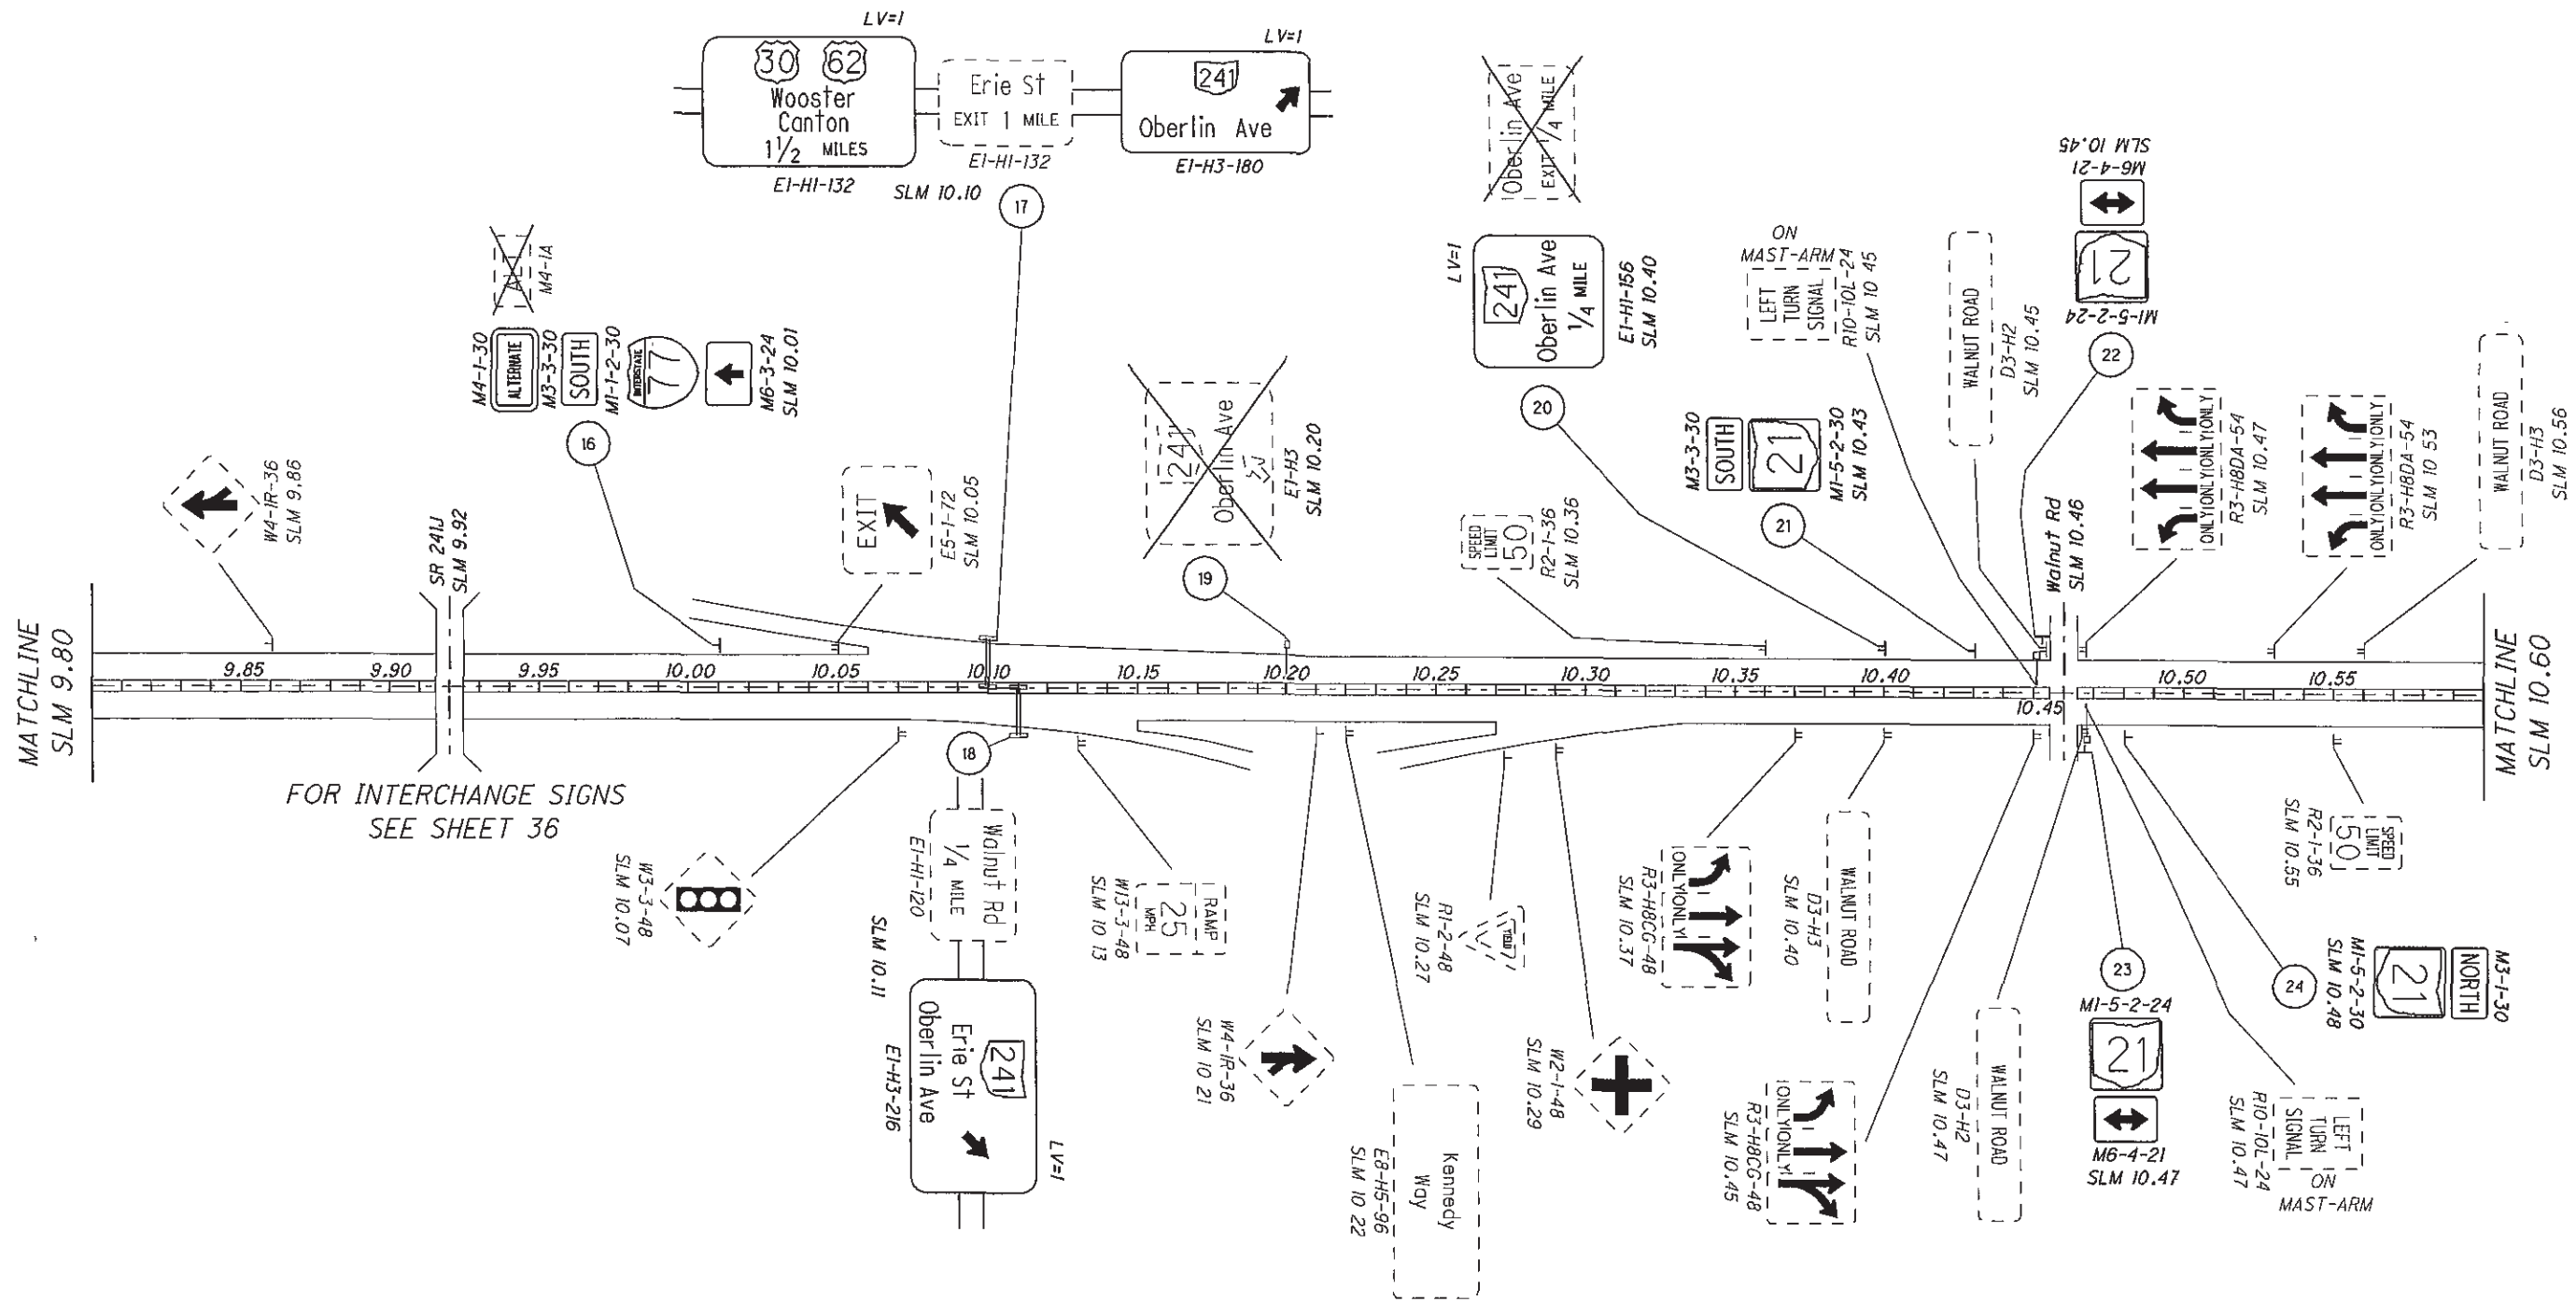 LV=1
30 62
Wooster
Canton
1 1/2 MILES
E1-H1-132
Erie St
EXIT 1 MILE
E1-H1-132
LV=1
241
Oberlin Ave
E1-H3-180
SLM 10.10
17
M4-1A
M4-1-30
ALTERNATE
M3-3-30
SOUTH
M1-1-2-30
INTERSTATE
77
M6-3-24
SLM 10.01
16
W4-1R-36
SLM 9.86
SR 241J
SLM 9.92
EXIT
E5-1-72
SLM 10.05
241
Oberlin Ave
E1-H3
SLM 10.20
19
Oberlin Ave
EXIT 1/4 MILE
LV=1
241
Oberlin Ave
1/4 MILE
E1-H1-156
SLM 10.40
20
SPEED
LIMIT
50
R2-1-36
SLM 10.36
M3-3-30
SOUTH
21
M1-5-2-30
SLM 10.43
21
ON
MAST-ARM
LEFT
TURN
SIGNAL
R10-10L-24
SLM 10 45
WALNUT ROAD
D3-H2
SLM 10.45
SLM 10.45
M6-4-21
21
M1-5-2-24
22
Walnut Rd
SLM 10.46
ONLY|ONLY|ONLY|ONLY
R3-H8DA-54
SLM 10.47
ONLY|ONLY|ONLY|ONLY
R3-H8DA-54
SLM 10 53
WALNUT ROAD
D3-H3
SLM 10.56
MATCHLINE
SLM 9.80
9.85 9.90 9.95 10.00 10.05 10.10 10.15 10.20 10.25 10.30 10.35 10.40 10.45 10.50 10.55
MATCHLINE
SLM 10.60
FOR INTERCHANGE SIGNS
SEE SHEET 36
W3-3-48
SLM 10.07
18
Walnut Rd
1/4 MILE
E1-H1-120
SLM 10.11
241
Erie St
Oberlin Ave
E1-H3-216
LV=1
RAMP
25
MPH
W13-3-48
SLM 10 13
W4-1R-36
SLM 10 21
Kennedy
Way
E8-H5-96
SLM 10 22
YIELD
R1-2-48
SLM 10.27
W2-1-48
SLM 10.29
ONLY|ONLY|
R3-H8CG-48
SLM 10.37
WALNUT ROAD
D3-H3
SLM 10.40
ONLY|ONLY|
R3-H8CG-48
SLM 10.45
WALNUT ROAD
D3-H2
SLM 10.47
23
M1-5-2-24
21
M6-4-21
SLM 10.47
LEFT
TURN
SIGNAL
R10-10L-24
SLM 10.47
ON
MAST-ARM
24
M3-1-30
NORTH
21
M1-5-2-30
SLM 10.48
SPEED
LIMIT
50
R2-1-36
SLM 10.55